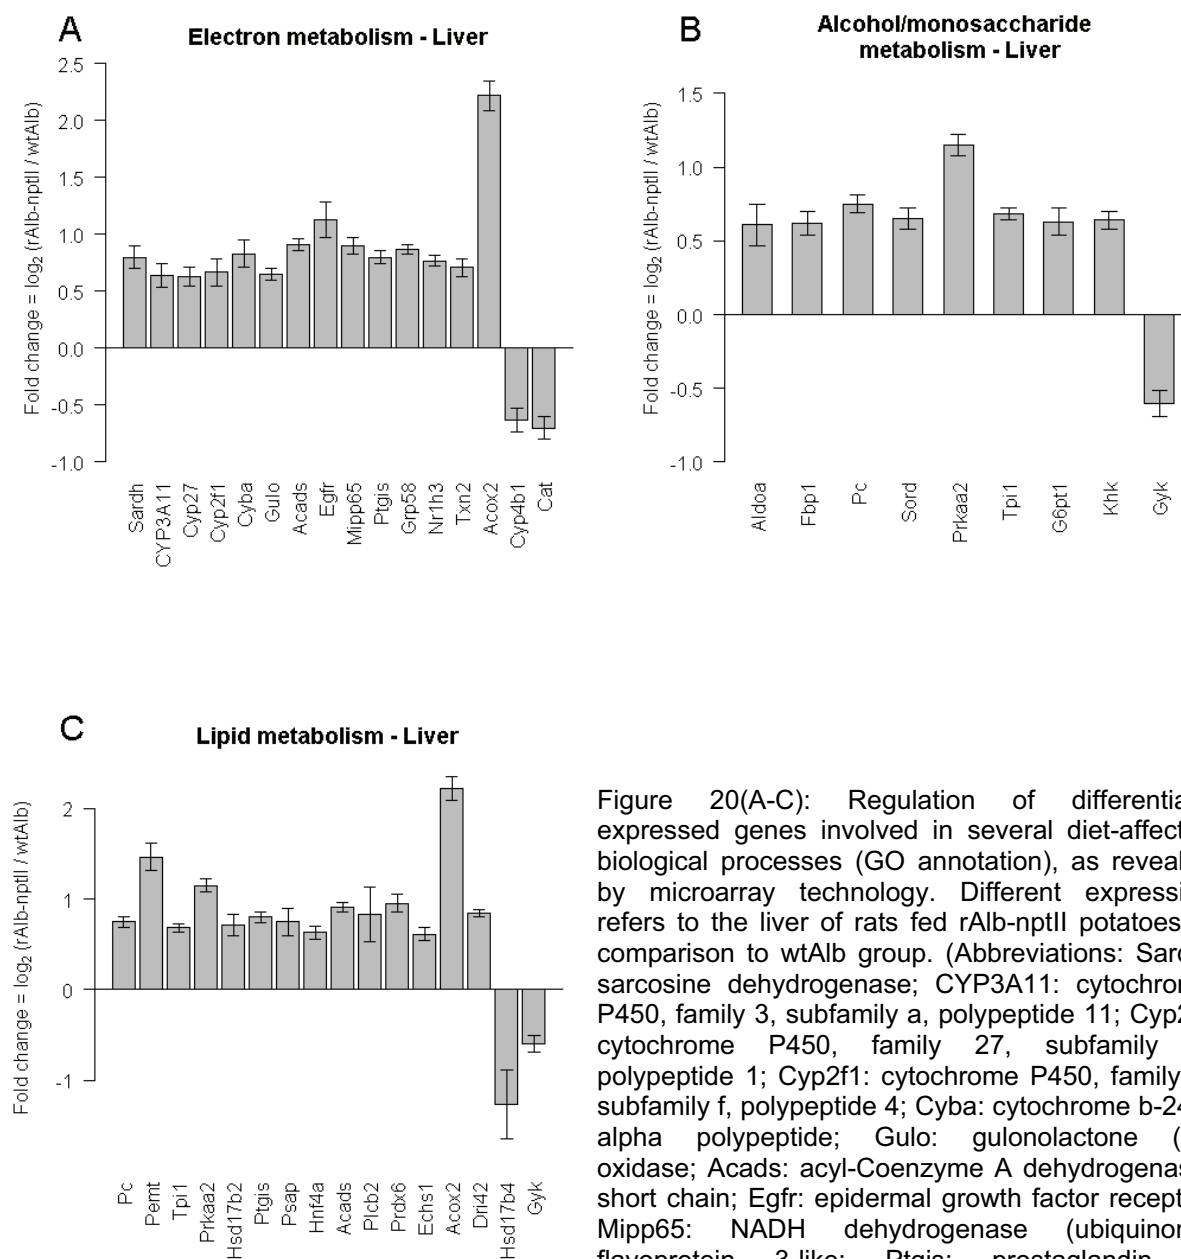 A
Electron metabolism - Liver
Fold change = log2 (rAlb-nptII / wtAlb)
2.5
2.0
1.5
1.0
0.5
0.0
-0.5
-1.0
Sardh
CYP3A11
Cyp27
Cyp2f1
Cyba
Gulo
Acads
Egfr
Mipp65
Ptgis
Grp58
Nr1h3
Txn2
Acox2
Cyp4b1
Cat
B
Alcohol/monosaccharide
metabolism - Liver
Fold change = log2 (rAlb-nptII / wtAlb)
1.5
1.0
0.5
0.0
-0.5
-1.0
Aldoa
Fbp1
Pc
Sord
Prkaa2
Tpi1
G6pt1
Khk
Gyk
C
Lipid metabolism - Liver
Fold change = log2 (rAlb-nptII / wtAlb)
2
1
0
-1
Pc
Pemt
Tpi1
Prkaa2
Hsd17b2
Ptgis
Psap
Hnf4a
Acads
Plcb2
Prdx6
Echs1
Acox2
Dri42
Hsd17b4
Gyk
Figure 20(A-C): Regulation of differentia
expressed genes involved in several diet-affect
biological processes (GO annotation), as reveal
by microarray technology. Different expressi
refers to the liver of rats fed rAlb-nptII potatoes
comparison to wtAlb group. (Abbreviations: Sar
sarcosine dehydrogenase; CYP3A11: cytochro
P450, family 3, subfamily a, polypeptide 11; Cyp2
cytochrome P450, family 27, subfamily
polypeptide 1; Cyp2f1: cytochrome P450, family
subfamily f, polypeptide 4; Cyba: cytochrome b-24
alpha polypeptide; Gulo: gulonolactone (
oxidase; Acads: acyl-Coenzyme A dehydrogenas
short chain; Egfr: epidermal growth factor recept
Mipp65: NADH dehydrogenase (ubiquinon
flavoprotein 3-like; Ptgis: prostaglandin